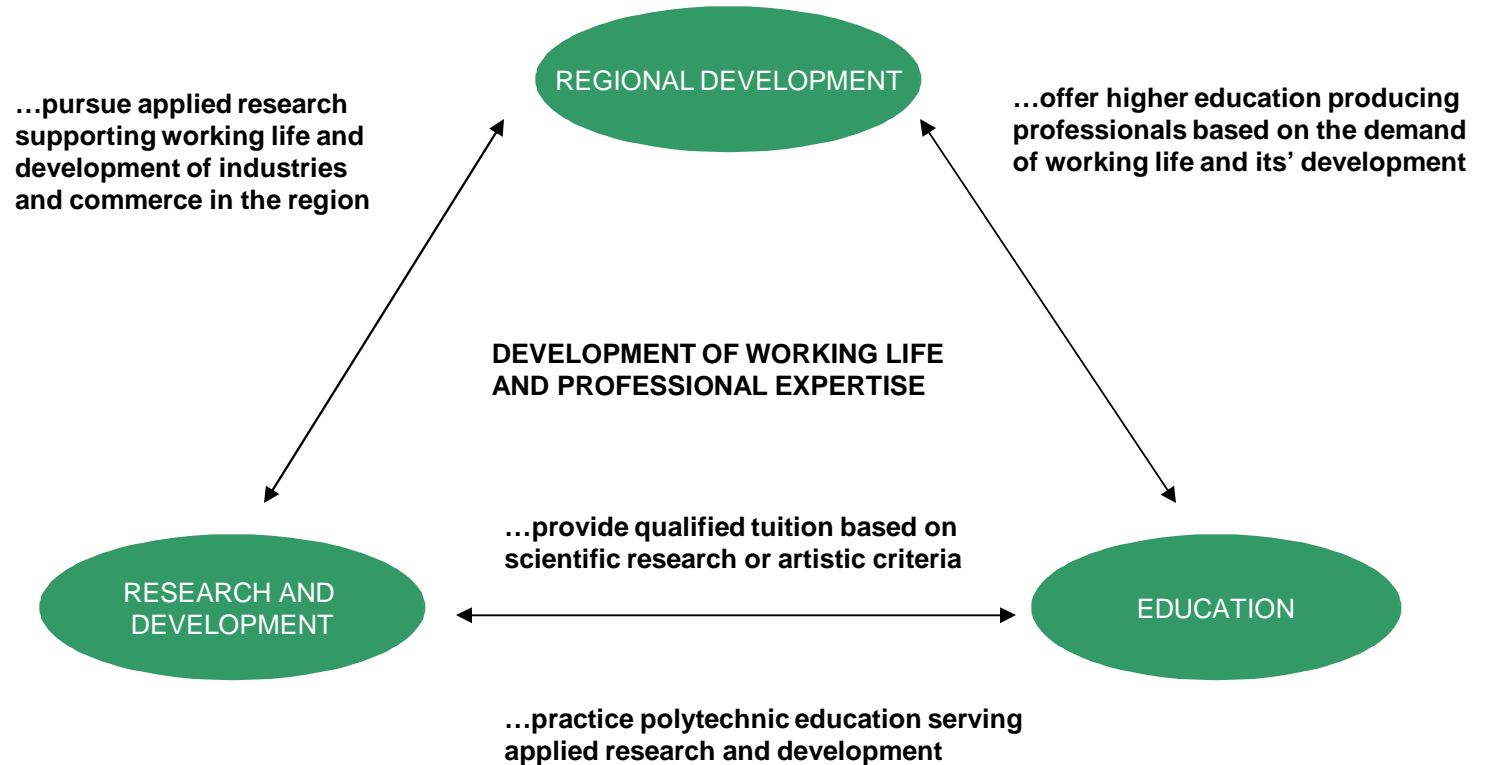 REGIONAL DEVELOPMENT
…pursue applied research
supporting working life and
development of industries
and commerce in the region
…offer higher education producing
professionals based on the demand
of working life and its’ development
DEVELOPMENT OF WORKING LIFE
AND PROFESSIONAL EXPERTISE
…provide qualified tuition based on
scientific research or artistic criteria
RESEARCH AND
DEVELOPMENT
EDUCATION
…practice polytechnic education serving
applied research and development